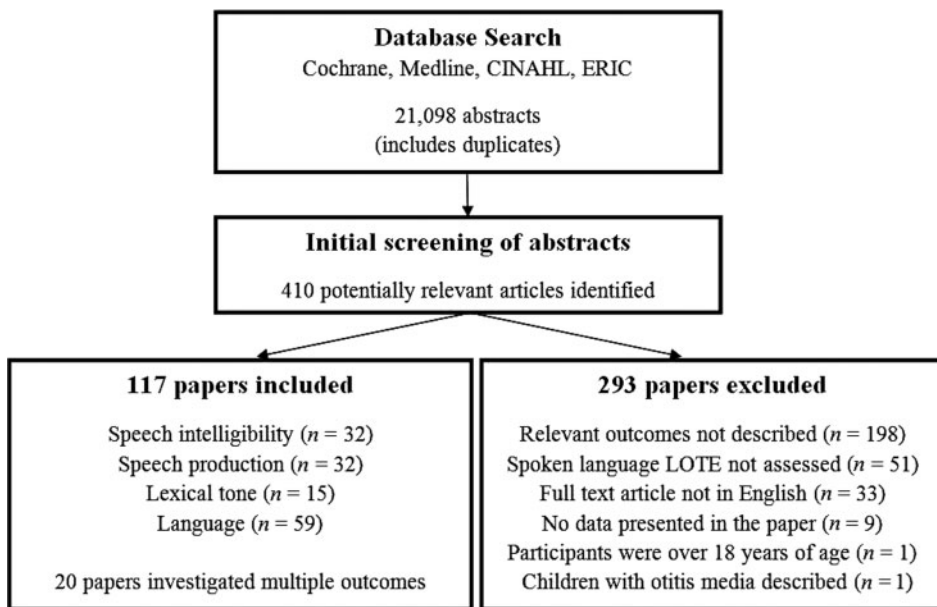 Database Search
Cochrane, Medline, CINAHL, ERIC
21,098 abstracts
(includes duplicates)
Initial screening of abstracts
410 potentially relevant articles identified
117 papers included
Speech intelligibility (n = 32)
Speech production (n = 32)
Lexical tone (n = 15)
Language (n = 59)
20 papers investigated multiple outcomes
293 papers excluded
Relevant outcomes not described (n = 198)
Spoken language LOTE not assessed (n = 51)
Full text article not in English (n = 33)
No data presented in the paper (n = 9)
Participants were over 18 years of age (n = 1)
Children with otitis media described (n = 1)